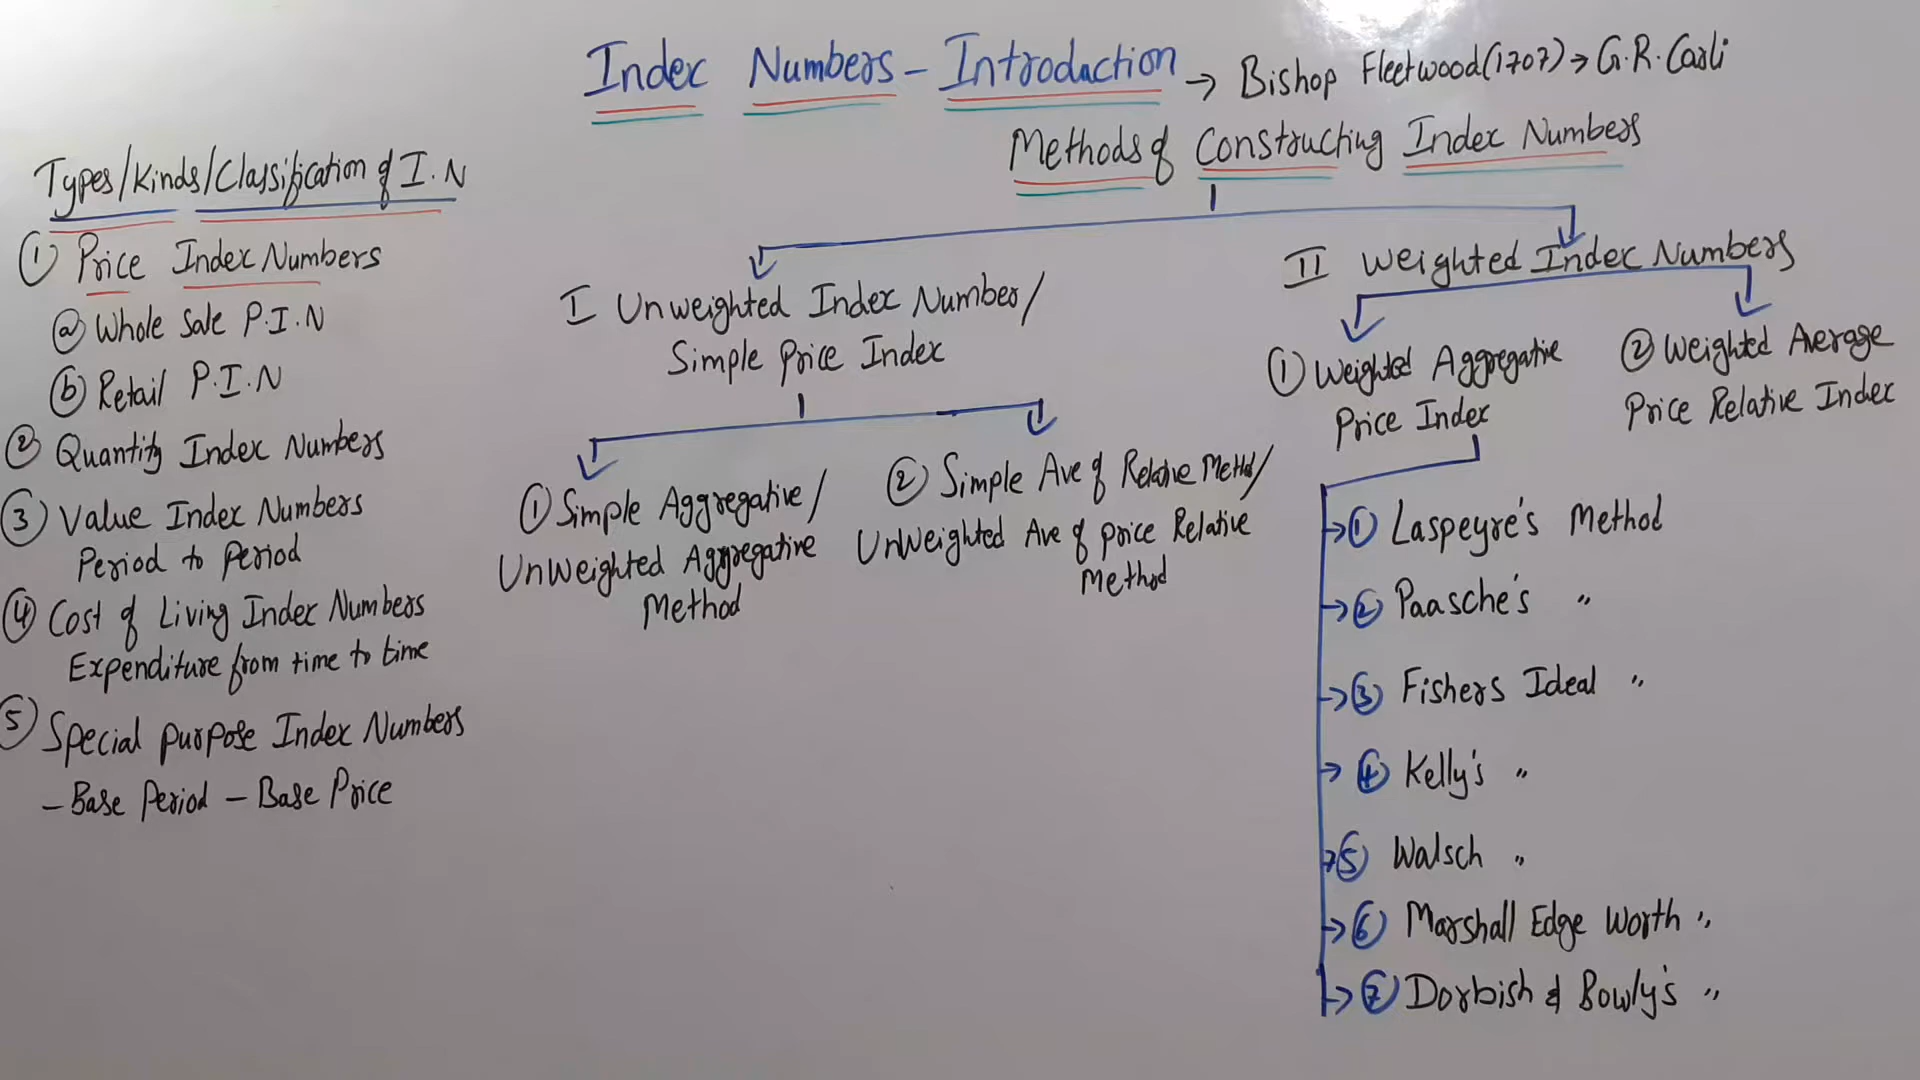 Index Numbers - Introduction → Bishop Fleetwood(1707) → G.R.Carli
Types/Kinds/Classification of I.N
① Price Index Numbers
ⓐ Whole Sale P.I.N
ⓑ Retail P.I.N
② Quantity Index Numbers
③ Value Index Numbers
Period to Period
④ Cost of Living Index Numbers
Expenditure from time to time
⑤ Special purpose Index Numbers
- Base Period - Base Price
Methods of Constructing Index Numbers
I Unweighted Index Number/
Simple Price Index
① Simple Aggregative/
UnWeighted Aggregative
Method
② Simple Ave of Relative Method/
UnWeighted Ave of price Relative
Method
II Weighted Index Numbers
① Weighted Aggregative
Price Index
② Weighted Averoge
Price Relative Index
① Laspeyre's Method
② Paasche's "
③ Fishers Ideal "
④ Kelly's "
⑤ Walsch "
⑥ Marshall Edge Worth "
⑦ Dorbish & Bowly's "